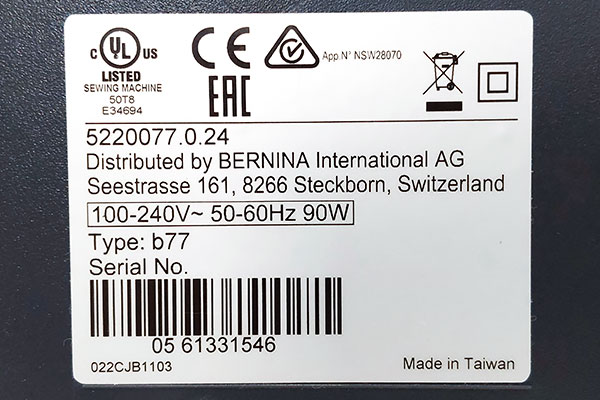 C UL US
LISTED
SEWING MACHINE
50T8
E34694
CE
EAC
App.N° NSW28070
5220077.0.24
Distributed by BERNINA International AG
Seestrasse 161, 8266 Steckborn, Switzerland
100-240V~ 50-60Hz 90W
Type: b77
Serial No.
05 61331546
022CJB1103
Made in Taiwan